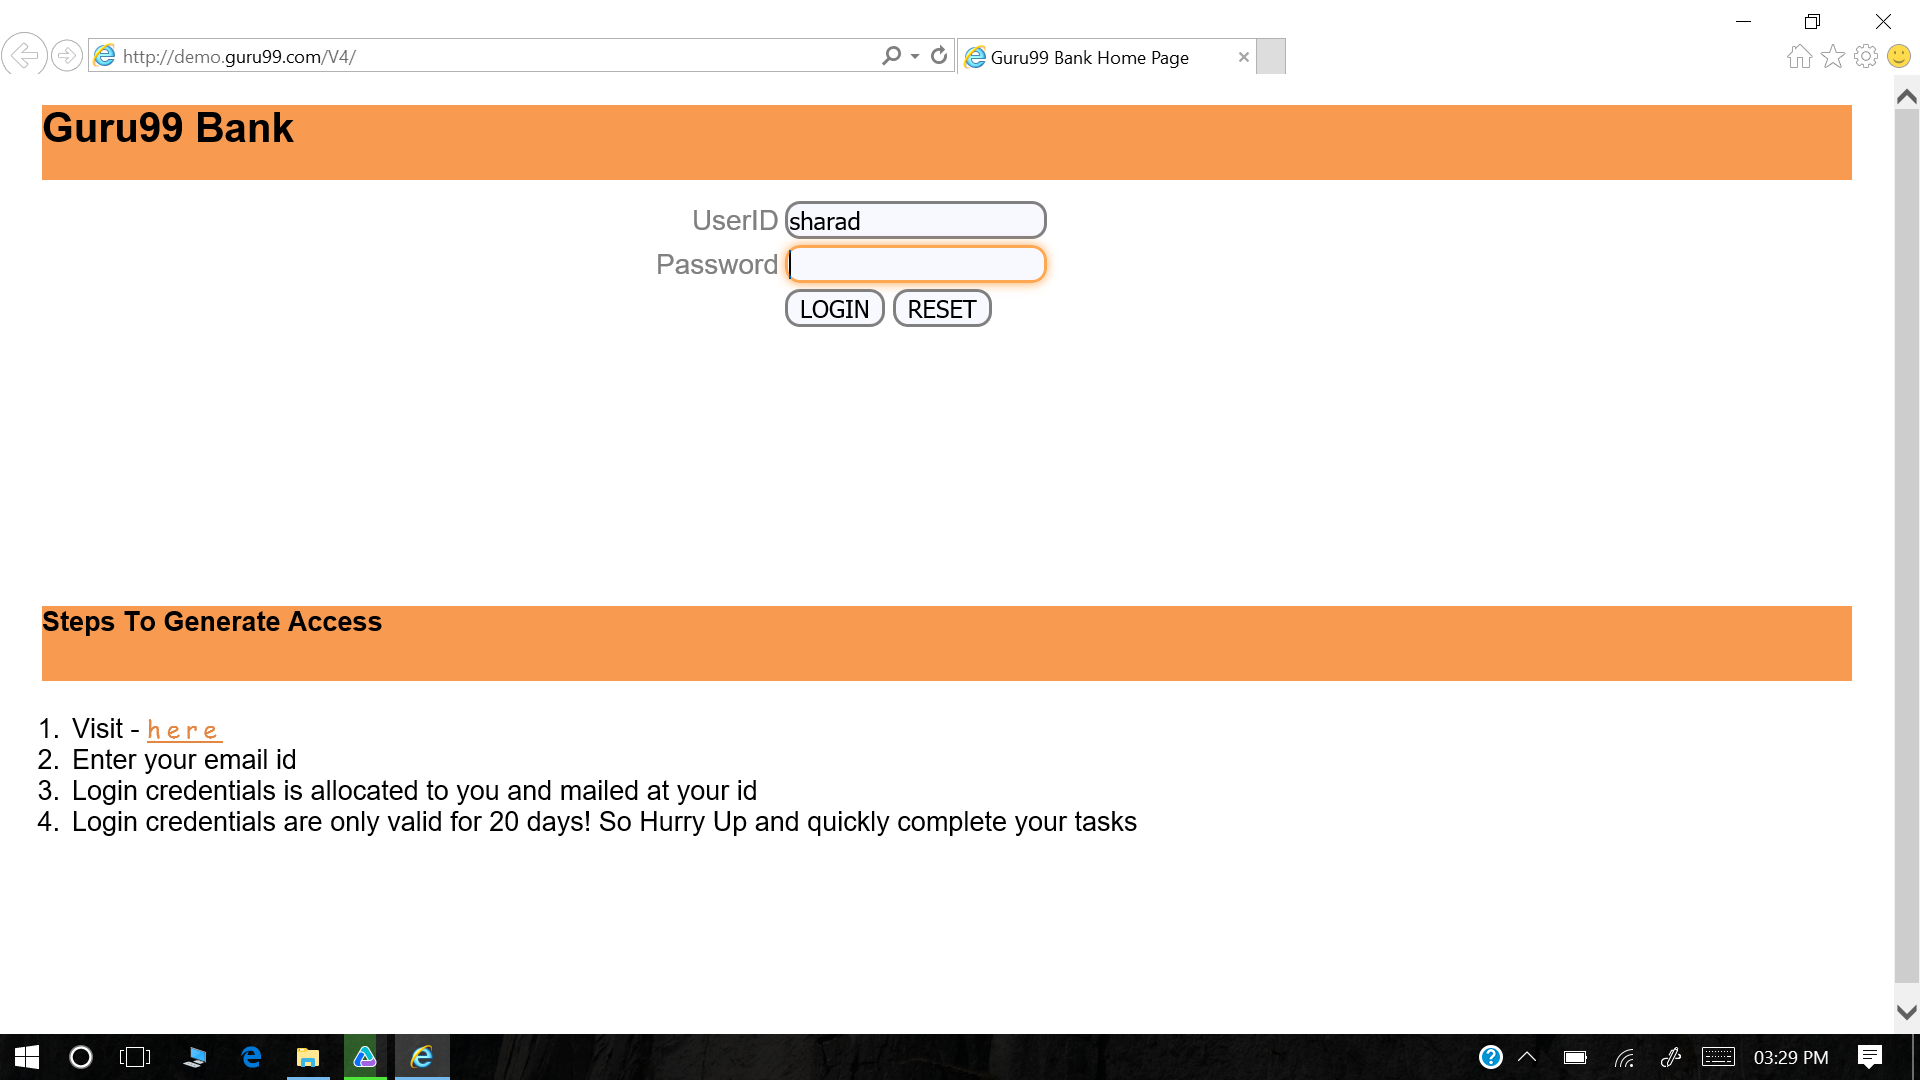 http://demo.guru99.com/V4/
Guru99 Bank Home Page
Guru99 Bank
UserID sharad
Password
LOGIN RESET
Steps To Generate Access
1. Visit - here
2. Enter your email id
3. Login credentials is allocated to you and mailed at your id
4. Login credentials are only valid for 20 days! So Hurry Up and quickly complete your tasks
03:29 PM